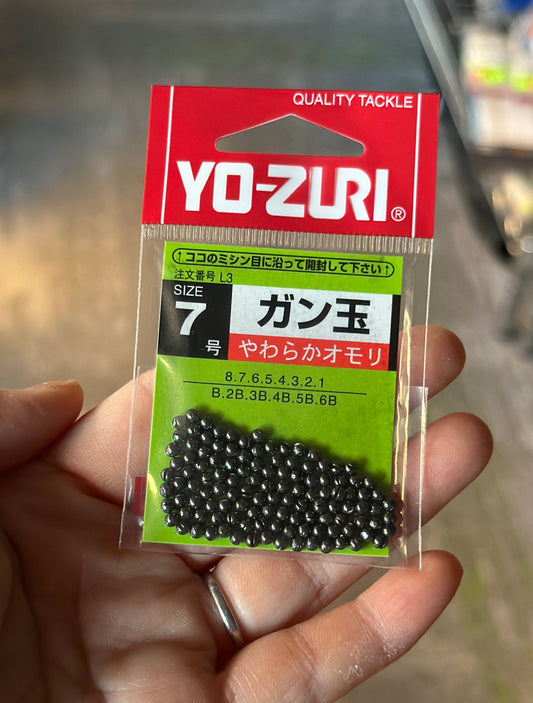 QUALITY TACKLE
YO-ZURI®
↑ココのミシン目に沿って開封して下さい↑
注文番号 L3
SIZE
7
号
ガン玉
やわらかオモリ
8.7.6.5.4.3.2.1
B.2B.3B.4B.5B.6B